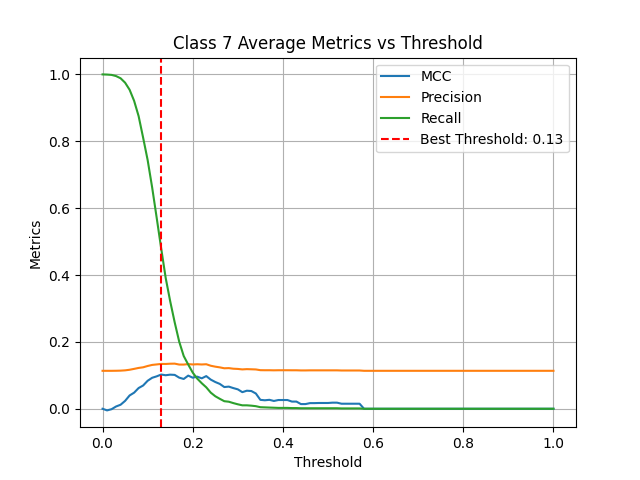 Class 7 Average Metrics vs Threshold
MCC
Precision
Recall
Best Threshold: 0.13
Metrics
1.0
0.8
0.6
0.4
0.2
0.0
0.0 0.2 0.4 0.6 0.8 1.0
Threshold